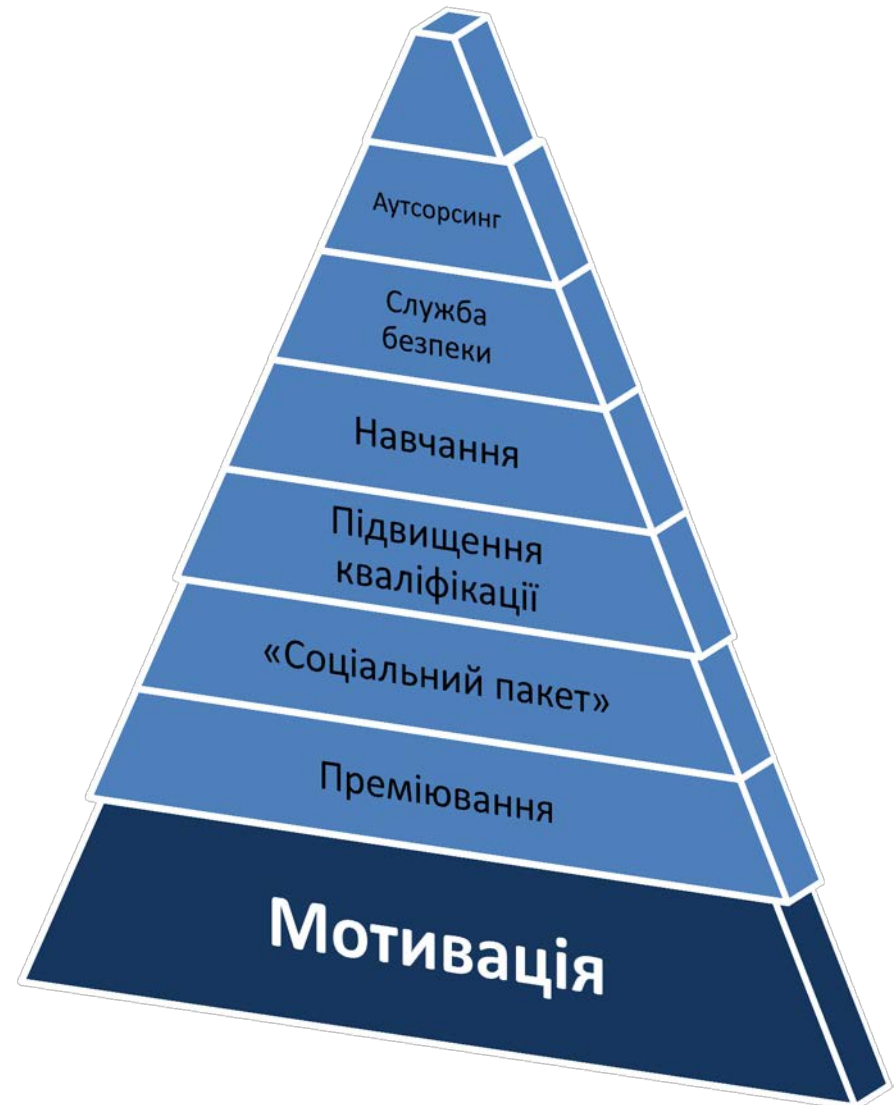 Аутсорсинг
Служба
безпеки
Навчання
Підвищення
кваліфікації
«Соціальний пакет»
Преміювання
Мотивація